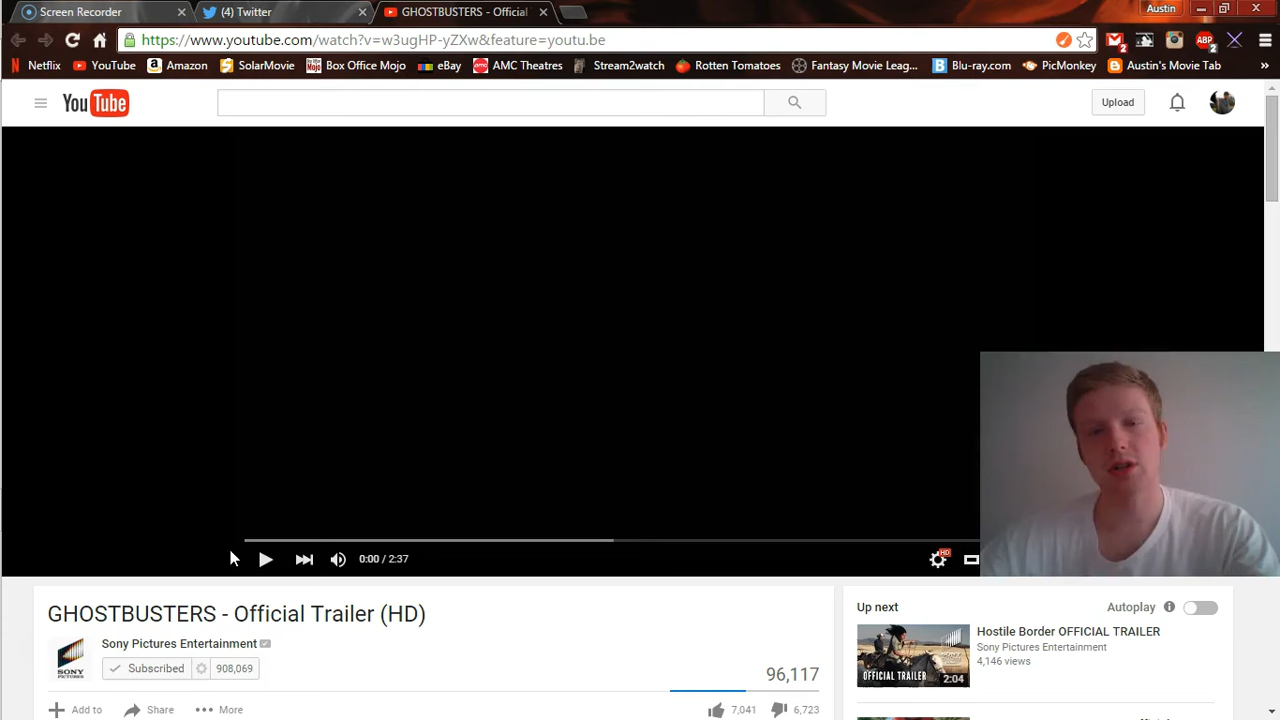 Screen Recorder
(4) Twitter
GHOSTBUSTERS - Official
Austin
https://www.youtube.com/watch?v=w3ugHP-yZXw&feature=youtu.be
2
2
Netflix YouTube Amazon SolarMovie Box Office Mojo eBay AMC Theatres Stream2watch Rotten Tomatoes Fantasy Movie Leag... Blu-ray.com PicMonkey Austin's Movie Tab »
YouTube
Upload
0:00 / 2:37
HD
GHOSTBUSTERS - Official Trailer (HD)
Sony Pictures Entertainment
SONY
Subscribed 908,069
96,117
Add to Share More
7,041 6,723
Up next
Autoplay
Hostile Border OFFICIAL TRAILER
Sony Pictures Entertainment
4,146 views
OFFICIAL TRAILER
2:04